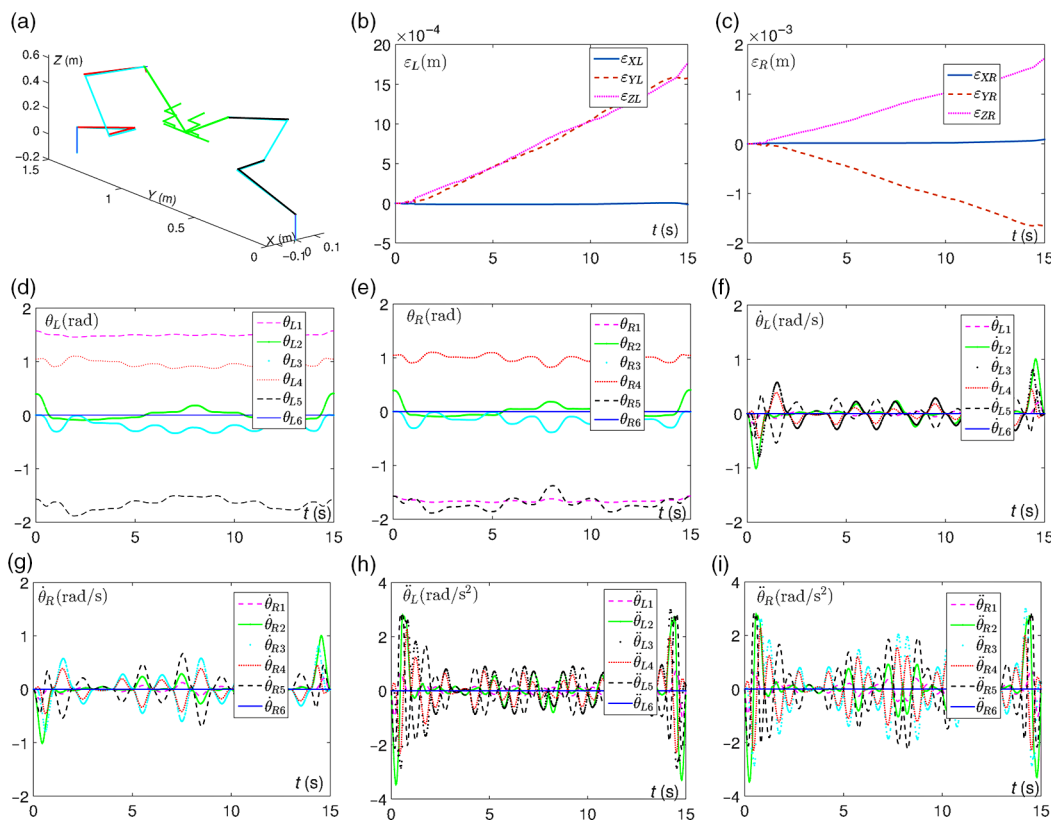 (a)
Z (m)
0.6
0.4
0.2
0
−0.2
1.5
1
Y (m)
0.5
0
X (m)
−0.1
0
0.1
(b)
×10⁻⁴
20
15
10
5
0
−5
ε_L(m)
ε_XL
ε_YL
ε_ZL
t (s)
0 5 10 15
(c)
×10⁻³
2
1
0
−1
−2
ε_R(m)
ε_XR
ε_YR
ε_ZR
t (s)
0 5 10 15
(d)
2
1
0
−1
−2
θ_L(rad)
θ_L1
θ_L2
θ_L3
θ_L4
θ_L5
θ_L6
t (s)
0 5 10 15
(e)
2
1
0
−1
−2
θ_R(rad)
θ_R1
θ_R2
θ_R3
θ_R4
θ_R5
θ_R6
t (s)
0 5 10 15
(f)
2
1
0
−1
−2
θ̇_L(rad/s)
θ̇_L1
θ̇_L2
θ̇_L3
θ̇_L4
θ̇_L5
θ̇_L6
t (s)
0 5 10 15
(g)
2
1
0
−1
−2
θ̇_R(rad/s)
θ̇_R1
θ̇_R2
θ̇_R3
θ̇_R4
θ̇_R5
θ̇_R6
t (s)
0 5 10 15
(h)
4
2
0
−2
−4
θ̈_L(rad/s²)
θ̈_L1
θ̈_L2
θ̈_L3
θ̈_L4
θ̈_L5
θ̈_L6
t (s)
0 5 10 15
(i)
4
2
0
−2
−4
θ̈_R(rad/s²)
θ̈_R1
θ̈_R2
θ̈_R3
θ̈_R4
θ̈_R5
θ̈_R6
t (s)
0 5 10 15